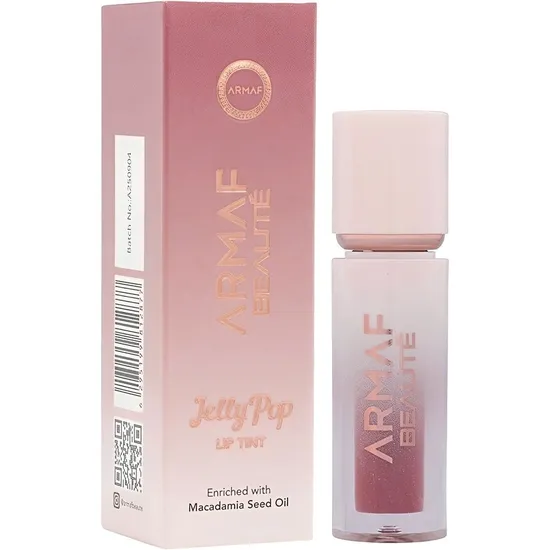 ARMAF
ARMAF
BEAUTÉ
Jelly Pop
LIP TINT
Enriched with
Macadamia Seed Oil
Batch No.:A250904
ARMAF
BEAUTÉ